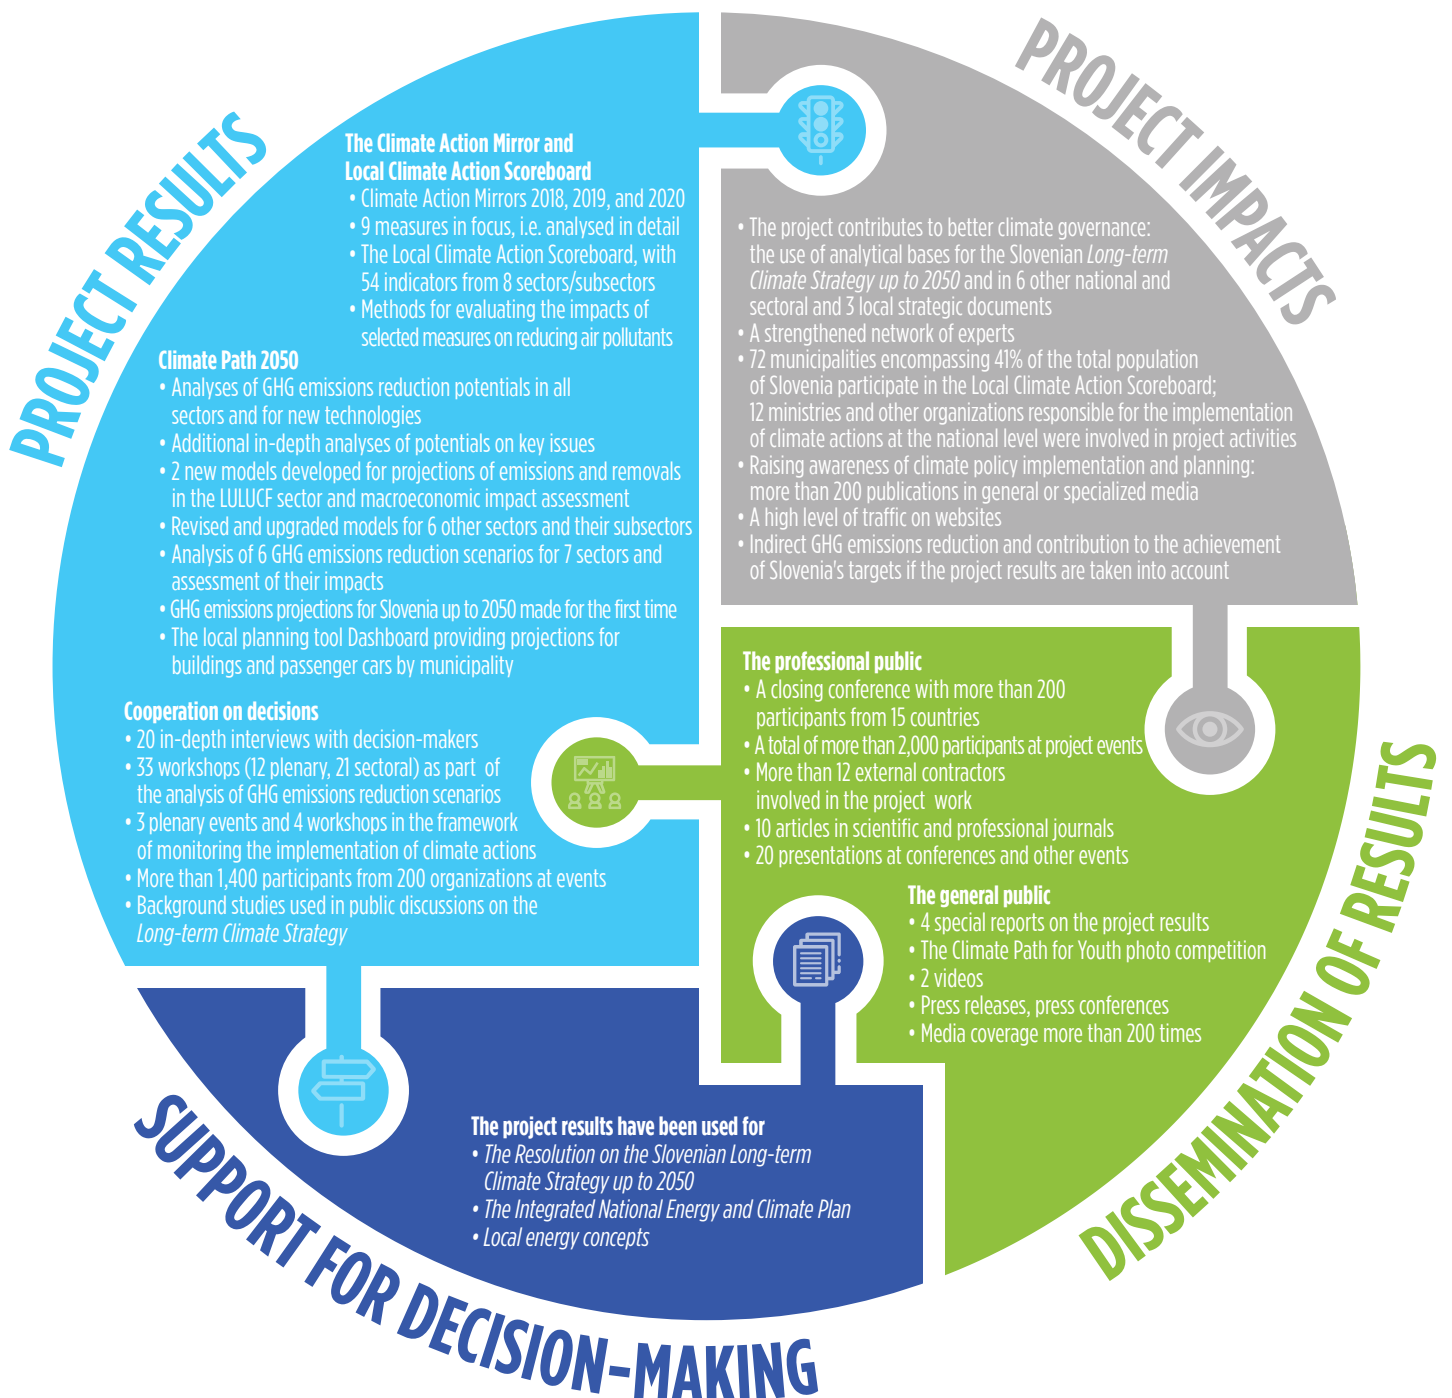 PROJECT RESULTS
The Climate Action Mirror and
Local Climate Action Scoreboard
• Climate Action Mirrors 2018, 2019, and 2020
• 9 measures in focus, i.e. analysed in detail
• The Local Climate Action Scoreboard, with
54 indicators from 8 sectors/subsectors
• Methods for evaluating the impacts of
selected measures on reducing air pollutants
Climate Path 2050
• Analyses of GHG emissions reduction potentials in all
sectors and for new technologies
• Additional in-depth analyses of potentials on key issues
• 2 new models developed for projections of emissions and removals
in the LULUCF sector and macroeconomic impact assessment
• Revised and upgraded models for 6 other sectors and their subsectors
• Analysis of 6 GHG emissions reduction scenarios for 7 sectors and
assessment of their impacts
• GHG emissions projections for Slovenia up to 2050 made for the first time
• The local planning tool Dashboard providing projections for
buildings and passenger cars by municipality
Cooperation on decisions
• 20 in-depth interviews with decision-makers
• 33 workshops (12 plenary, 21 sectoral) as part of
the analysis of GHG emissions reduction scenarios
• 3 plenary events and 4 workshops in the framework
of monitoring the implementation of climate actions
• More than 1,400 participants from 200 organizations at events
• Background studies used in public discussions on the
Long-term Climate Strategy
PROJECT IMPACTS
• The project contributes to better climate governance:
the use of analytical bases for the Slovenian Long-term
Climate Strategy up to 2050 and in 6 other national and
sectoral and 3 local strategic documents
• A strengthened network of experts
• 72 municipalities encompassing 41% of the total population
of Slovenia participate in the Local Climate Action Scoreboard;
12 ministries and other organizations responsible for the implementation
of climate actions at the national level were involved in project activities
• Raising awareness of climate policy implementation and planning:
more than 200 publications in general or specialized media
• A high level of traffic on websites
• Indirect GHG emissions reduction and contribution to the achievement
of Slovenia's targets if the project results are taken into account
DISSEMINATION OF RESULTS
The professional public
• A closing conference with more than 200
participants from 15 countries
• A total of more than 2,000 participants at project events
• More than 12 external contractors
involved in the project work
• 10 articles in scientific and professional journals
• 20 presentations at conferences and other events
The general public
• 4 special reports on the project results
• The Climate Path for Youth photo competition
• 2 videos
• Press releases, press conferences
• Media coverage more than 200 times
SUPPORT FOR DECISION-MAKING
The project results have been used for
• The Resolution on the Slovenian Long-term
Climate Strategy up to 2050
• The Integrated National Energy and Climate Plan
• Local energy concepts